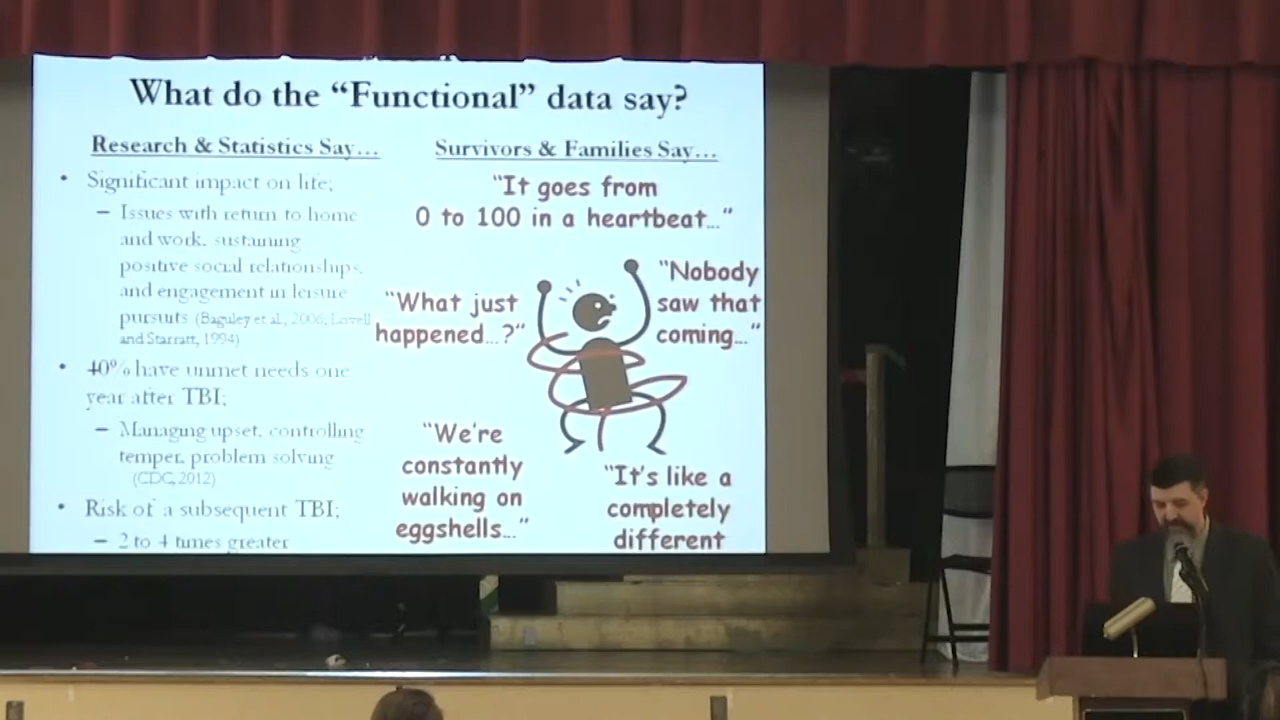 What do the “Functional” data say?
Research & Statistics Say…
• Significant impact on life;
– Issues with return to home
and work, sustaining
positive social relationships,
and engagement in leisure
pursuits (Baguley et al., 2006; Lovell
and Starratt, 1994)
• 40% have unmet needs one
year after TBI;
– Managing upset, controlling
temper, problem solving
(CDC, 2012)
• Risk of a subsequent TBI;
– 2 to 4 times greater
Survivors & Families Say…
“It goes from
0 to 100 in a heartbeat…”
“What just
happened…?”
“Nobody
saw that
coming…”
“We’re
constantly
walking on
eggshells…”
“It’s like a
completely
different